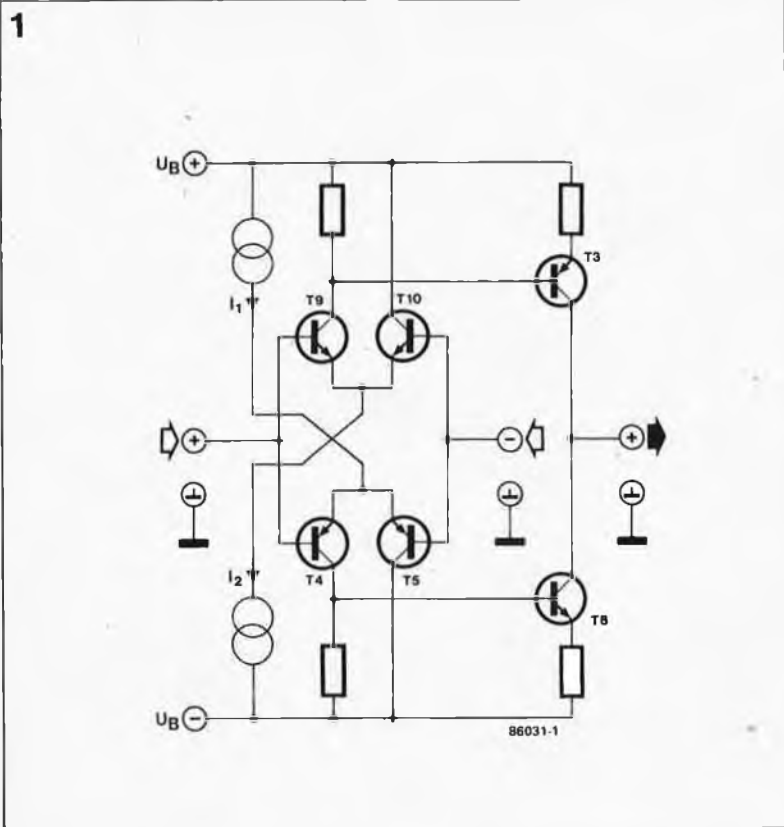 1
UB +
T3
I1
T9
T10
+
-
+
T4
T5
I2
T8
UB -
86031-1